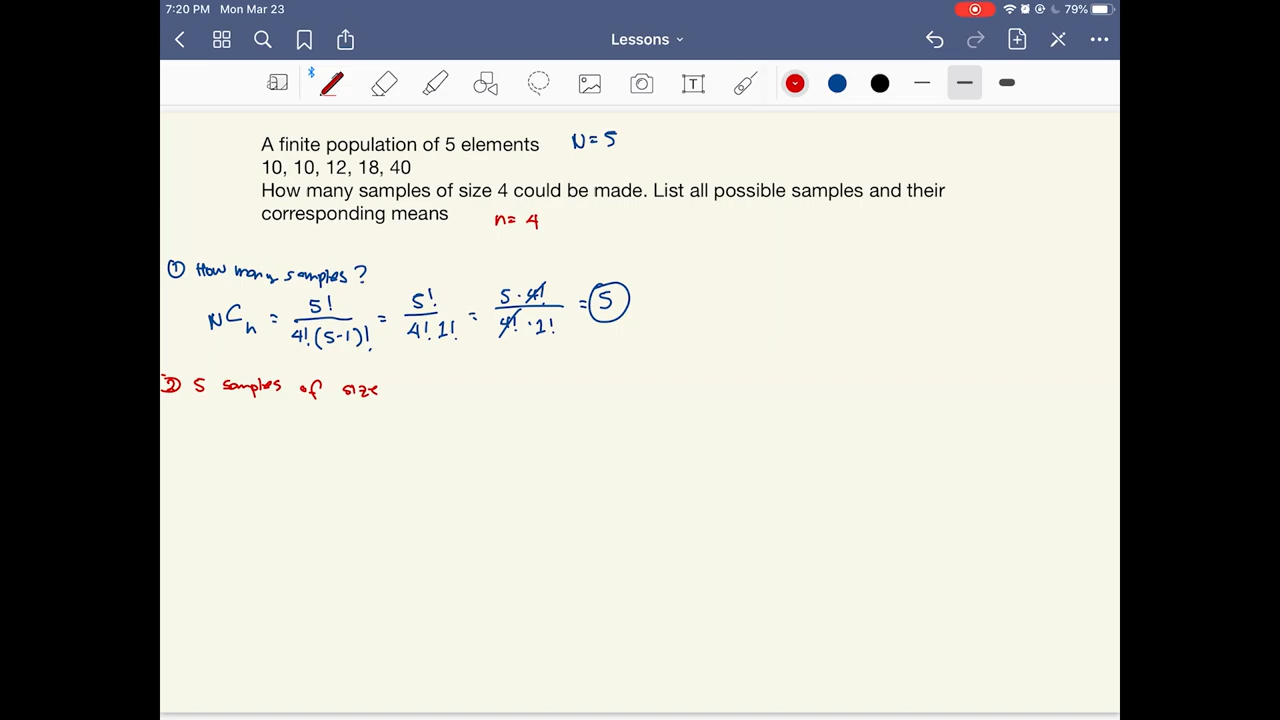 7:20 PM Mon Mar 23
79%
Lessons
T
A finite population of 5 elements N = 5
10, 10, 12, 18, 40
How many samples of size 4 could be made. List all possible samples and their
corresponding means n = 4
① How many samples?
NCn = 5! / 4!(5-1)! = 5! / 4! 1! = 5 · 4! / 4! · 1! = 5
② 5 samples of size